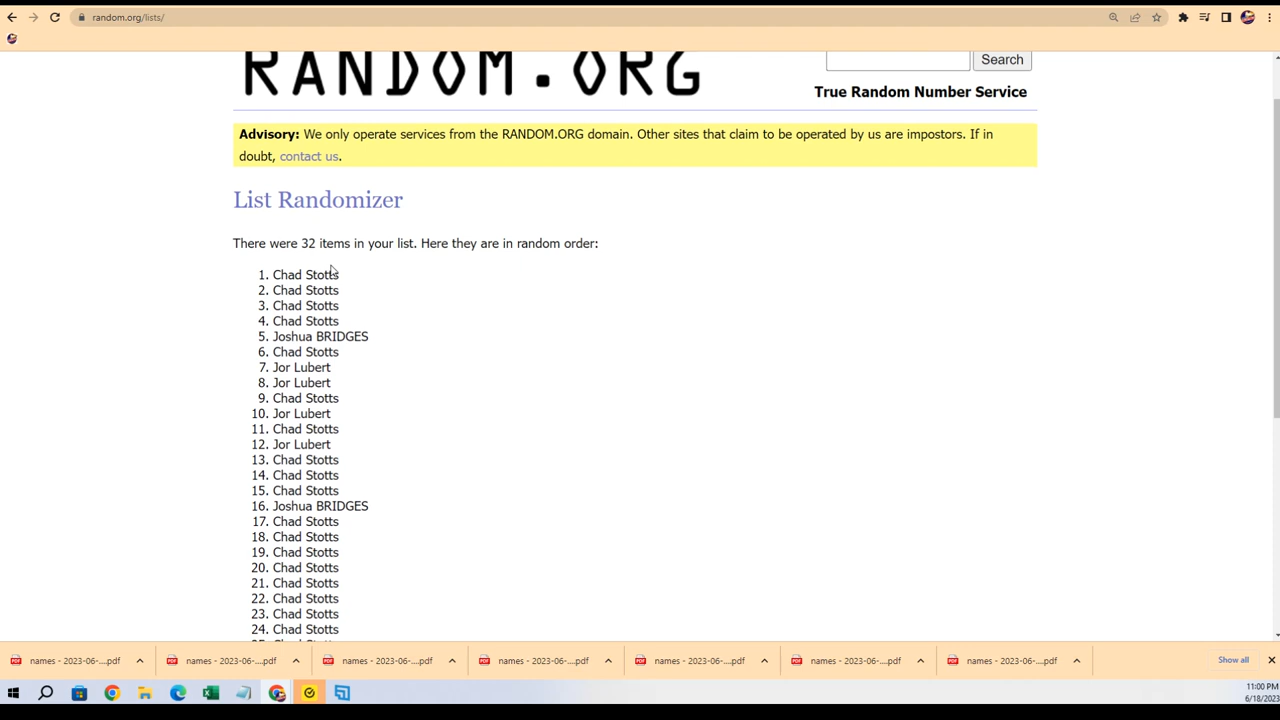 random.org/lists/
RANDOM.ORG
Search
True Random Number Service
Advisory: We only operate services from the RANDOM.ORG domain. Other sites that claim to be operated by us are impostors. If in
doubt, contact us.
List Randomizer
There were 32 items in your list. Here they are in random order:
1. Chad Stotts
2. Chad Stotts
3. Chad Stotts
4. Chad Stotts
5. Joshua BRIDGES
6. Chad Stotts
7. Jor Lubert
8. Jor Lubert
9. Chad Stotts
10. Jor Lubert
11. Chad Stotts
12. Jor Lubert
13. Chad Stotts
14. Chad Stotts
15. Chad Stotts
16. Joshua BRIDGES
17. Chad Stotts
18. Chad Stotts
19. Chad Stotts
20. Chad Stotts
21. Chad Stotts
22. Chad Stotts
23. Chad Stotts
24. Chad Stotts
names - 2023-06-....pdf names - 2023-06-....pdf names - 2023-06-....pdf names - 2023-06-....pdf names - 2023-06-....pdf names - 2023-06-....pdf names - 2023-06-....pdf Show all
11:00 PM
6/18/2023